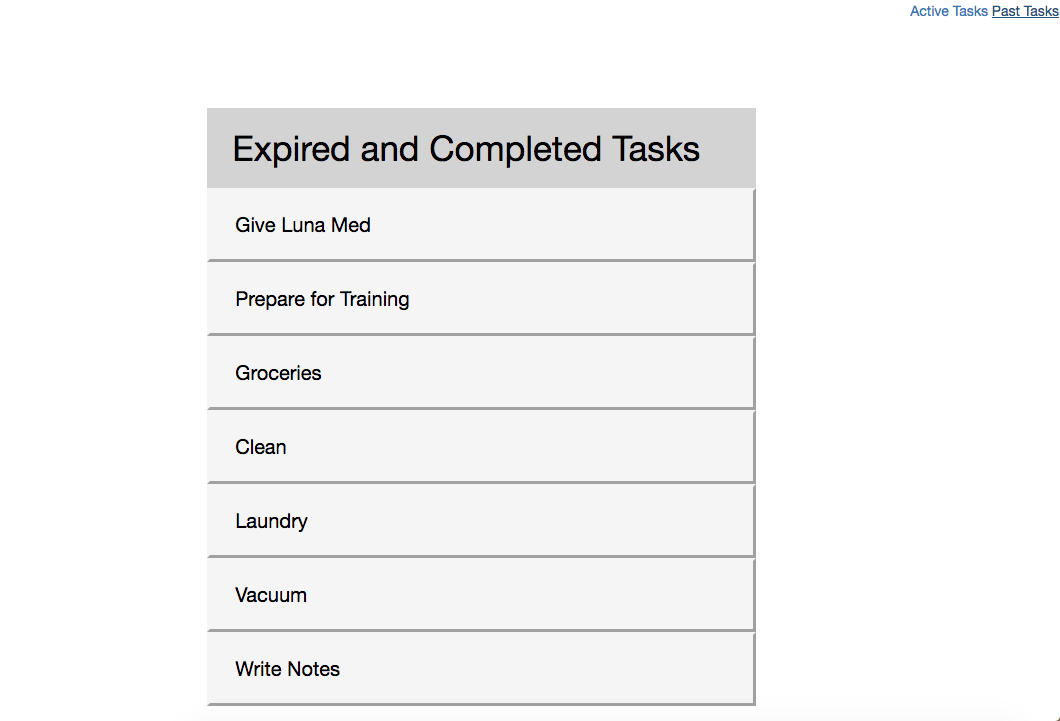 Active Tasks Past Tasks
Expired and Completed Tasks
Give Luna Med
Prepare for Training
Groceries
Clean
Laundry
Vacuum
Write Notes